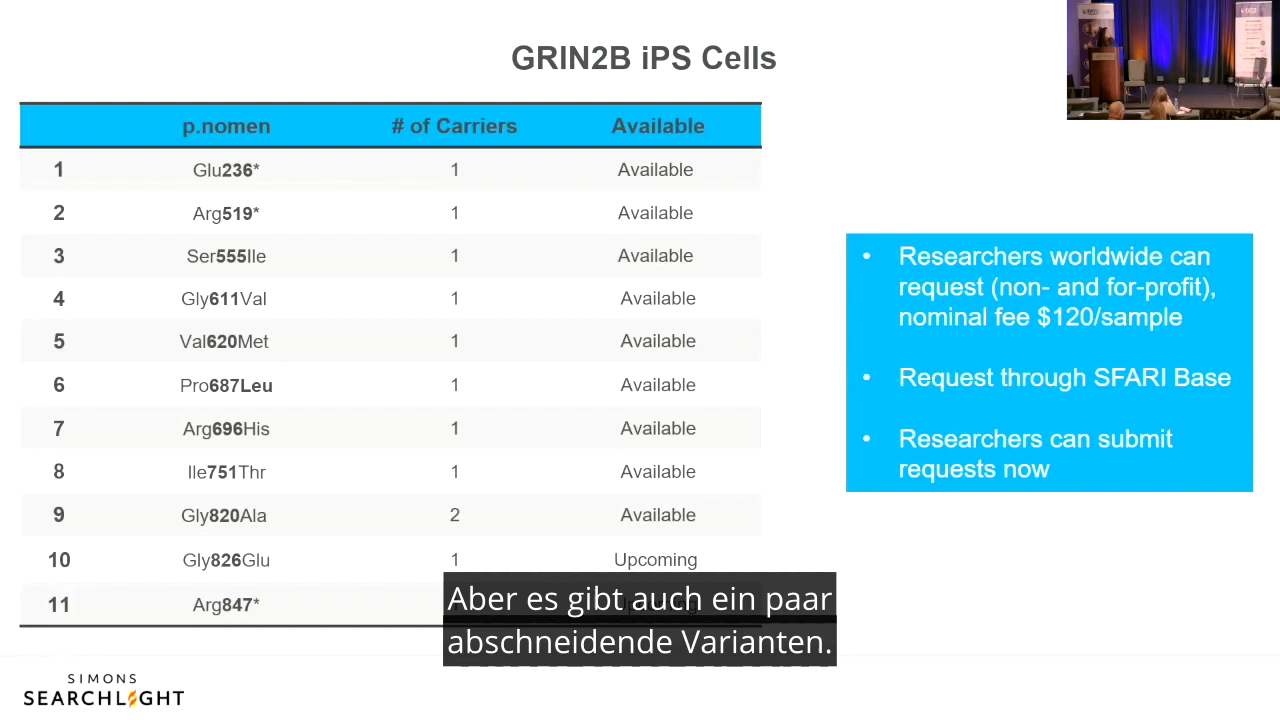 GRIN2B iPS Cells
p.nomen # of Carriers Available
1 Glu236* 1 Available
2 Arg519* 1 Available
3 Ser555Ile 1 Available
4 Gly611Val 1 Available
5 Val620Met 1 Available
6 Pro687Leu 1 Available
7 Arg696His 1 Available
8 Ile751Thr 1 Available
9 Gly820Ala 2 Available
10 Gly826Glu 1 Upcoming
11 Arg847*
• Researchers worldwide can
request (non- and for-profit),
nominal fee $120/sample
• Request through SFARI Base
• Researchers can submit
requests now
Aber es gibt auch ein paar
abschneidende Varianten.
SIMONS
SEARCHLIGHT